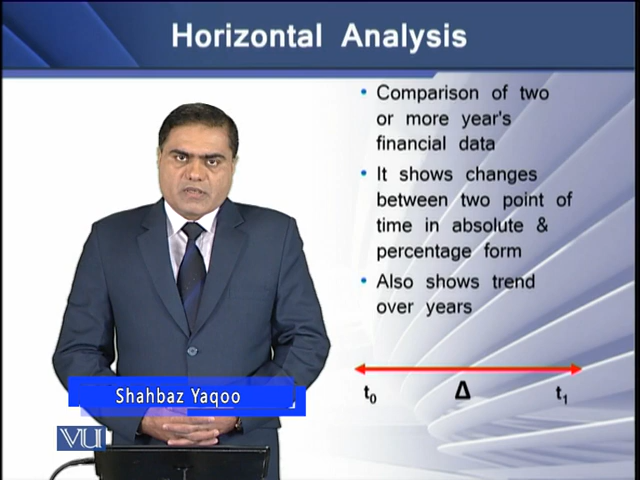 Horizontal Analysis
• Comparison of two
or more year's
financial data
• It shows changes
between two point of
time in absolute &
percentage form
• Also shows trend
over years
t₀ Δ t₁
Shahbaz Yaqoo
VU